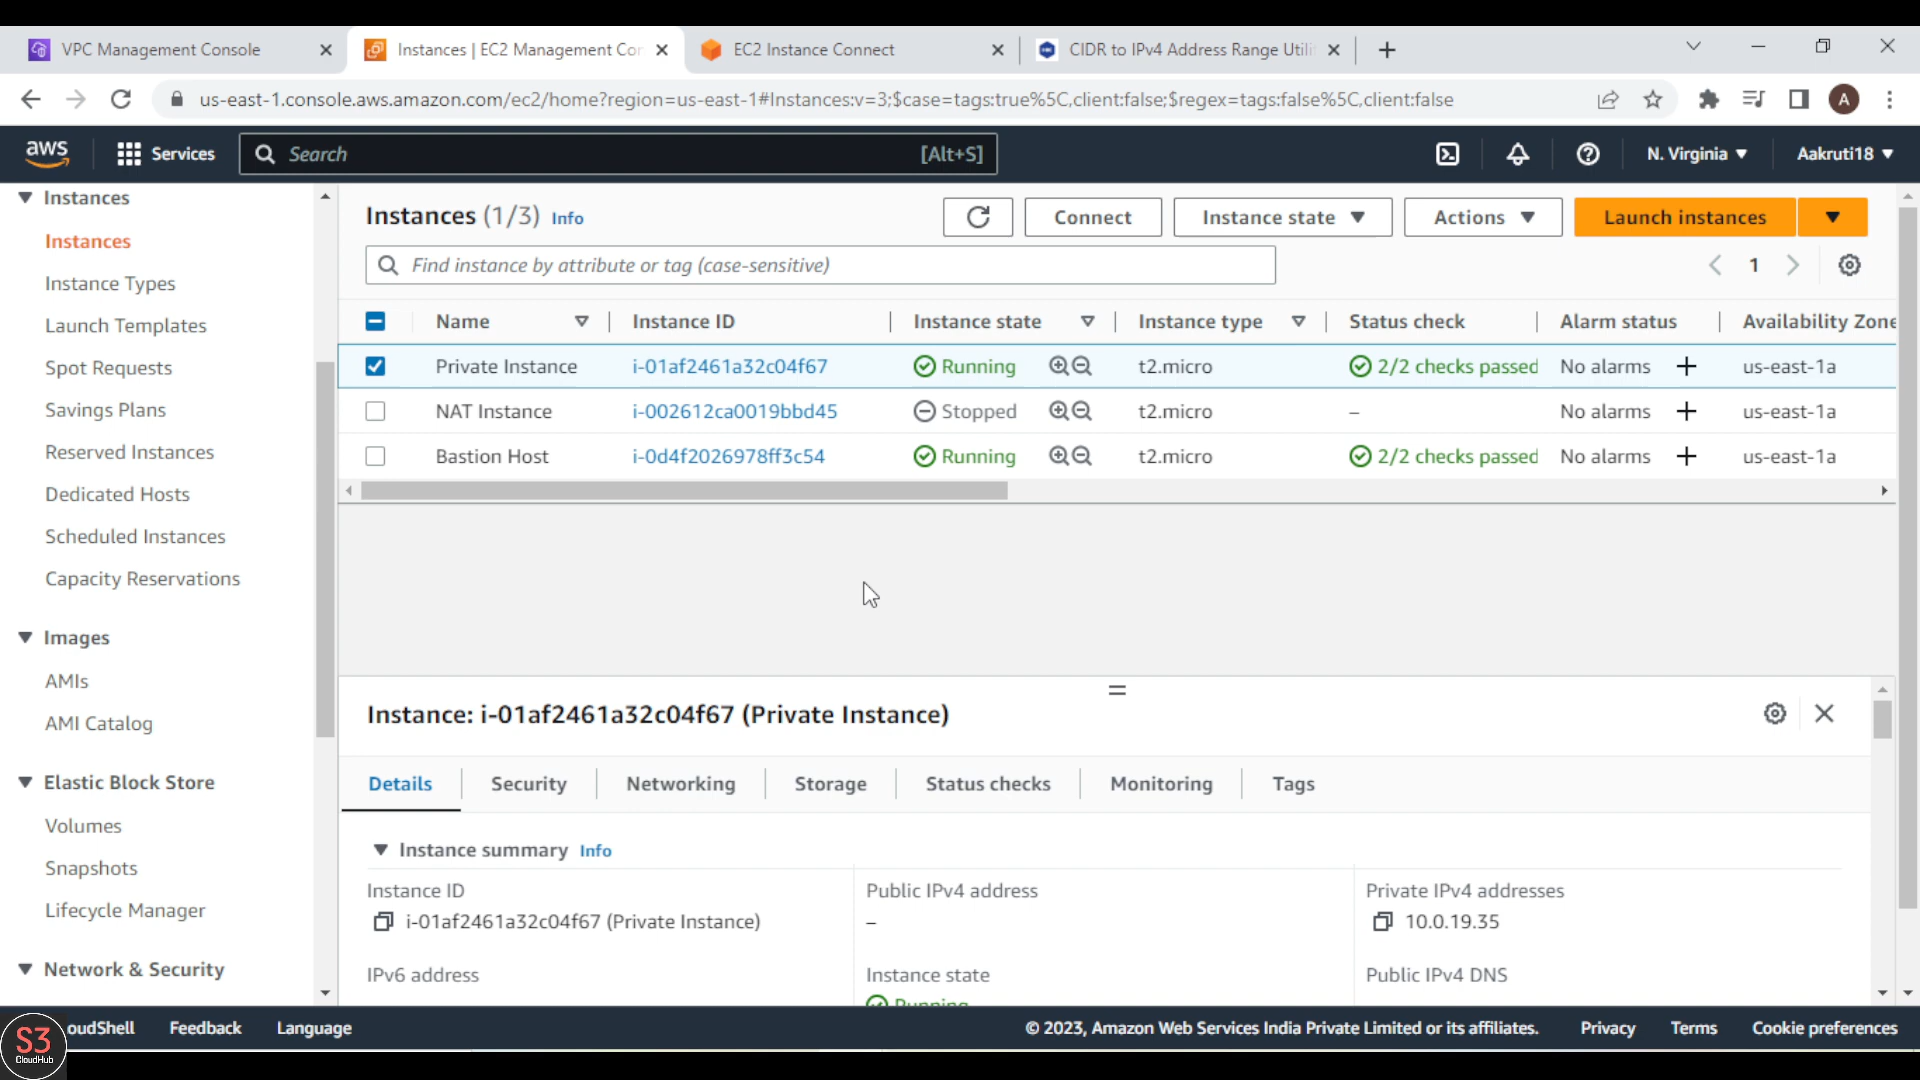 VPC Management Console
Instances | EC2 Management Con
EC2 Instance Connect
CIDR to IPv4 Address Range Utili
us-east-1.console.aws.amazon.com/ec2/home?region=us-east-1#Instances:v=3;$case=tags:true%5C,client:false;$regex=tags:false%5C,client:false
A
aws
Services
Search
[Alt+S]
N. Virginia
Aakruti18
Instances
Instances
Instance Types
Launch Templates
Spot Requests
Savings Plans
Reserved Instances
Dedicated Hosts
Scheduled Instances
Capacity Reservations
Images
AMIs
AMI Catalog
Elastic Block Store
Volumes
Snapshots
Lifecycle Manager
Network & Security
Instances (1/3) Info
Connect
Instance state
Actions
Launch instances
Find instance by attribute or tag (case-sensitive)
1
Name | Instance ID | Instance state | Instance type | Status check | Alarm status | Availability Zone
Private Instance i-01af2461a32c04f67 Running t2.micro 2/2 checks passed No alarms + us-east-1a
NAT Instance i-002612ca0019bbd45 Stopped t2.micro – No alarms + us-east-1a
Bastion Host i-0d4f2026978ff3c54 Running t2.micro 2/2 checks passed No alarms + us-east-1a
Instance: i-01af2461a32c04f67 (Private Instance)
Details | Security | Networking | Storage | Status checks | Monitoring | Tags
Instance summary Info
Instance ID
i-01af2461a32c04f67 (Private Instance)
Public IPv4 address
–
Private IPv4 addresses
10.0.19.35
IPv6 address
Instance state
Running
Public IPv4 DNS
S3
CloudHub
oudShell
Feedback
Language
© 2023, Amazon Web Services India Private Limited or its affiliates.
Privacy
Terms
Cookie preferences